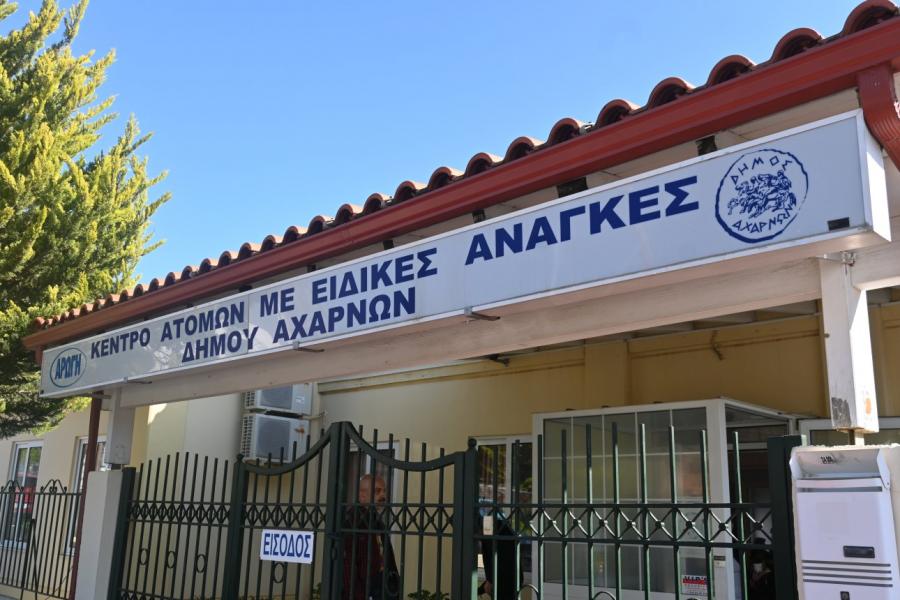 ΑΡΩΓΗ
ΚΕΝΤΡΟ ΑΤΟΜΩΝ ΜΕ ΕΙΔΙΚΕΣ ΑΝΑΓΚΕΣ
ΔΗΜΟΥ ΑΧΑΡΝΩΝ
ΔΗΜΟΣ
ΑΧΑΡΝΩΝ
ΕΙΣΟΔΟΣ